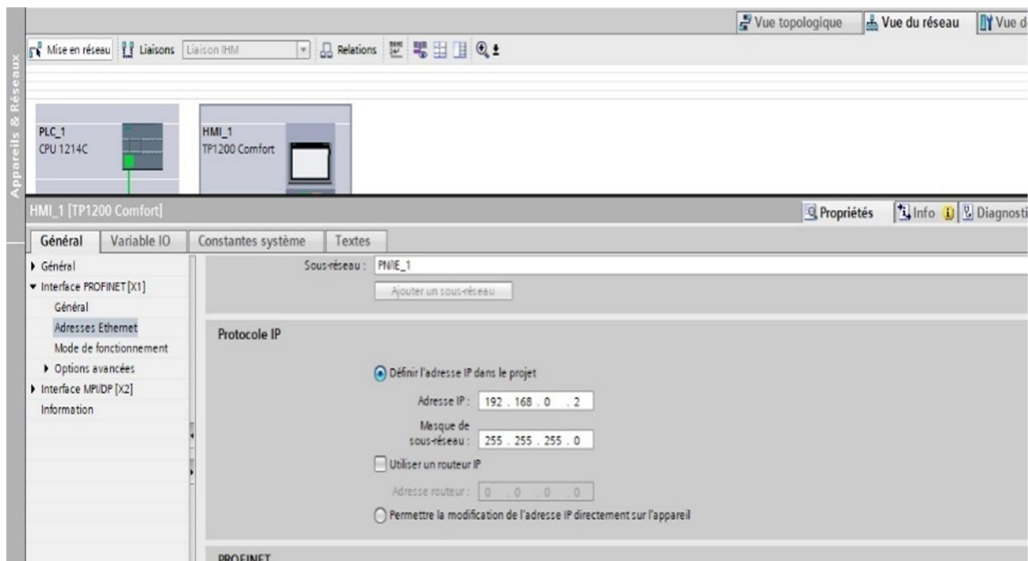 Vue topologique Vue du réseau Vue d
Mise en réseau Liaisons Liaison IHM Relations
Appareils & Réseaux
PLC_1
CPU 1214C
HMI_1
TP1200 Comfort
HMI_1 [TP1200 Comfort]
Propriétés Info Diagnosti
Général Variable IO Constantes système Textes
Général
Interface PROFINET [X1]
Général
Adresses Ethernet
Mode de fonctionnement
Options avancées
Interface MPI/DP [X2]
Information
Sous-réseau : PN/IE_1
Ajouter un sous-réseau
Protocole IP
Définir l'adresse IP dans le projet
Adresse IP : 192 . 168 . 0 . 2
Masque de
sous-réseau : 255 . 255 . 255 . 0
Utiliser un routeur IP
Adresse routeur : 0 . 0 . 0 . 0
Permettre la modification de l'adresse IP directement sur l'appareil
PROFINET